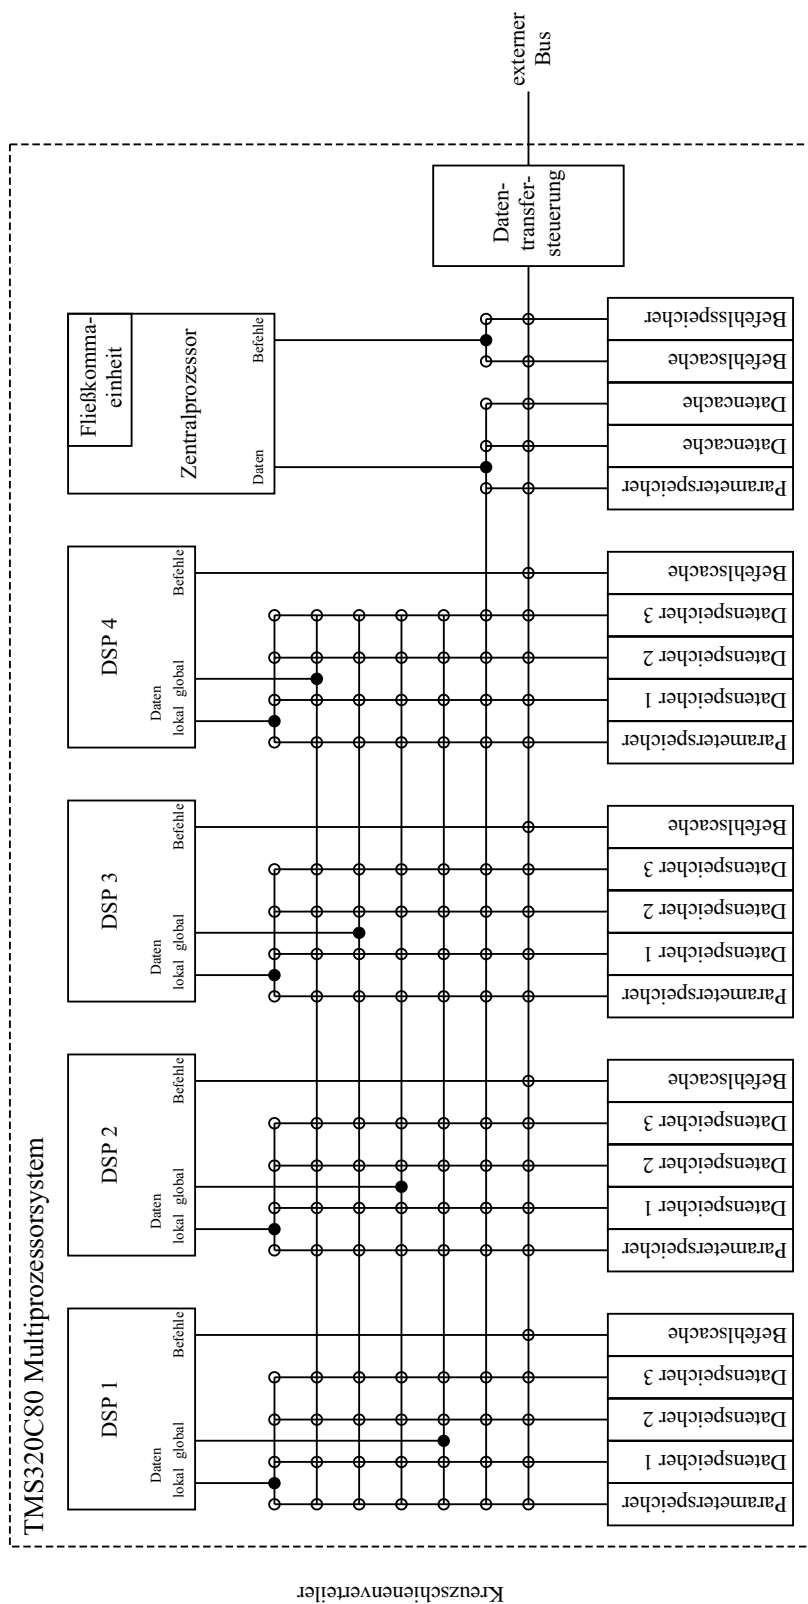 TMS320C80 Multiprozessorsystem
Kreuzschienenverteiler
DSP 1
Daten
lokal global
Befehle
DSP 2
Daten
lokal global
Befehle
DSP 3
Daten
lokal global
Befehle
DSP 4
Daten
lokal global
Befehle
Fließkomma-
einheit
Zentralprozessor
Daten
Befehle
Daten-
transfer-
steuerung
externer
Bus
Parameterspeicher
Datenspeicher 1
Datenspeicher 2
Datenspeicher 3
Befehlscache
Parameterspeicher
Datenspeicher 1
Datenspeicher 2
Datenspeicher 3
Befehlscache
Parameterspeicher
Datenspeicher 1
Datenspeicher 2
Datenspeicher 3
Befehlscache
Parameterspeicher
Datenspeicher 1
Datenspeicher 2
Datenspeicher 3
Befehlscache
Parameterspeicher
Datencache
Datencache
Befehlscache
Befehlsspeicher